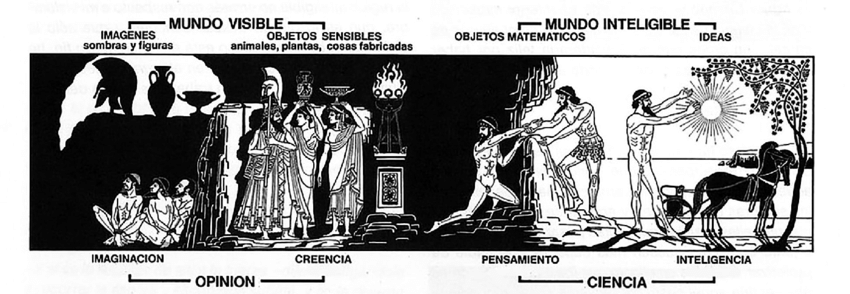 MUNDO VISIBLE
IMAGENES
sombras y figuras
OBJETOS SENSIBLES
animales, plantas, cosas fabricadas
MUNDO INTELIGIBLE
OBJETOS MATEMATICOS
IDEAS
IMAGINACION
CREENCIA
OPINION
PENSAMIENTO
INTELIGENCIA
CIENCIA